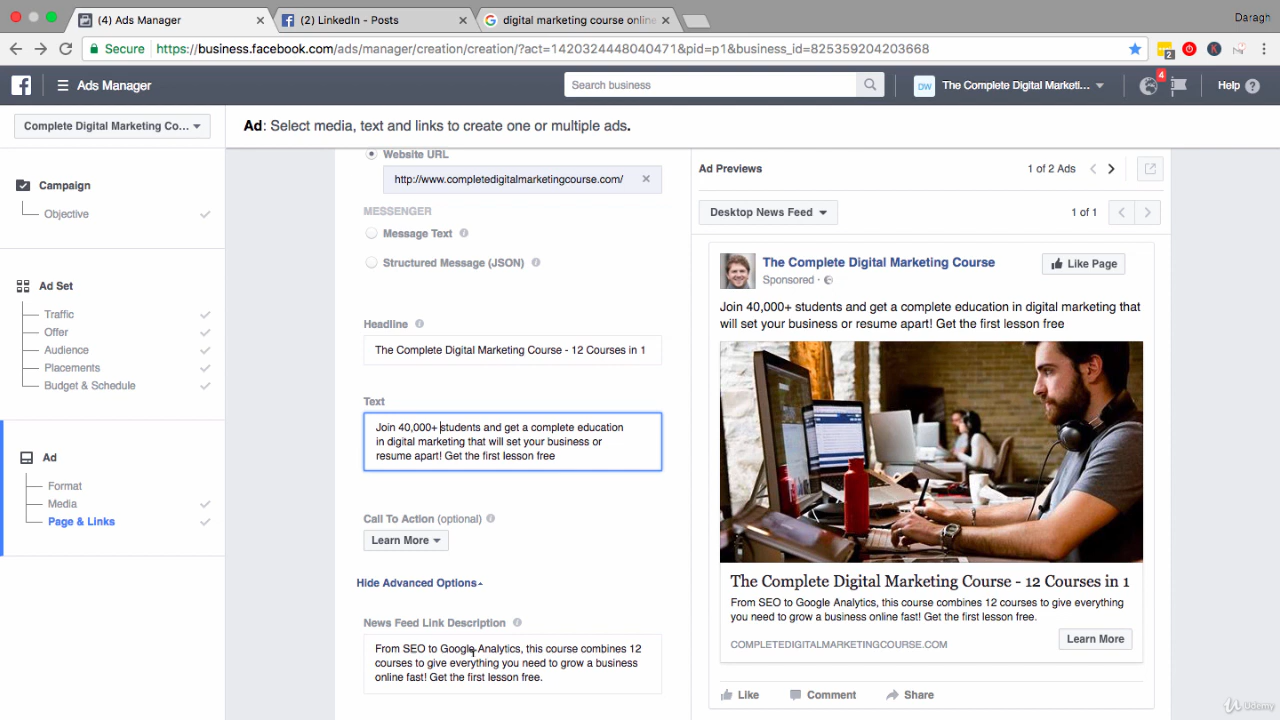 (4) Ads Manager
(2) LinkedIn - Posts
digital marketing course online
Daragh
Secure
https://business.facebook.com/ads/manager/creation/creation/?act=1420324448040471&pid=p1&business_id=825359204203668
2
K
Ads Manager
Search business
DW
The Complete Digital Marketi...
4
Help
Complete Digital Marketing Co...
Ad: Select media, text and links to create one or multiple ads.
Campaign
Objective
Ad Set
Traffic
Offer
Audience
Placements
Budget & Schedule
Ad
Format
Media
Page & Links
Website URL
http://www.completedigitalmarketingcourse.com/
MESSENGER
Message Text
Structured Message (JSON)
Headline
The Complete Digital Marketing Course - 12 Courses in 1
Text
Join 40,000+ students and get a complete education
in digital marketing that will set your business or
resume apart! Get the first lesson free
Call To Action (optional)
Learn More
Hide Advanced Options
News Feed Link Description
From SEO to Google Analytics, this course combines 12
courses to give everything you need to grow a business
online fast! Get the first lesson free.
Ad Previews
1 of 2 Ads
Desktop News Feed
1 of 1
The Complete Digital Marketing Course
Sponsored
Like Page
Join 40,000+ students and get a complete education in digital marketing that
will set your business or resume apart! Get the first lesson free
The Complete Digital Marketing Course - 12 Courses in 1
From SEO to Google Analytics, this course combines 12 courses to give everything
you need to grow a business online fast! Get the first lesson free.
COMPLETEDIGITALMARKETINGCOURSE.COM
Learn More
Like
Comment
Share
Udemy